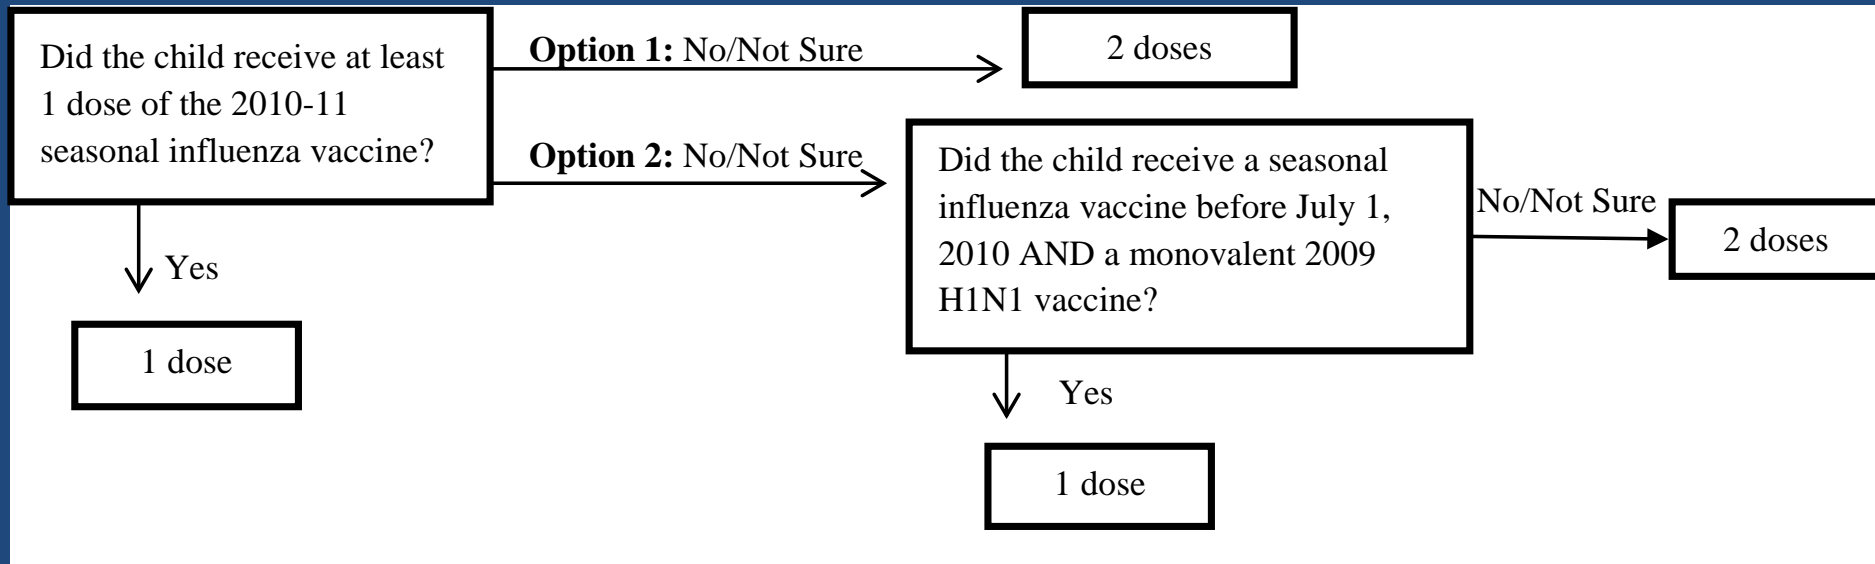 Did the child receive at least
1 dose of the 2010-11
seasonal influenza vaccine?
Option 1: No/Not Sure
2 doses
Option 2: No/Not Sure
Did the child receive a seasonal
influenza vaccine before July 1,
2010 AND a monovalent 2009
H1N1 vaccine?
No/Not Sure
2 doses
Yes
1 dose
Yes
1 dose